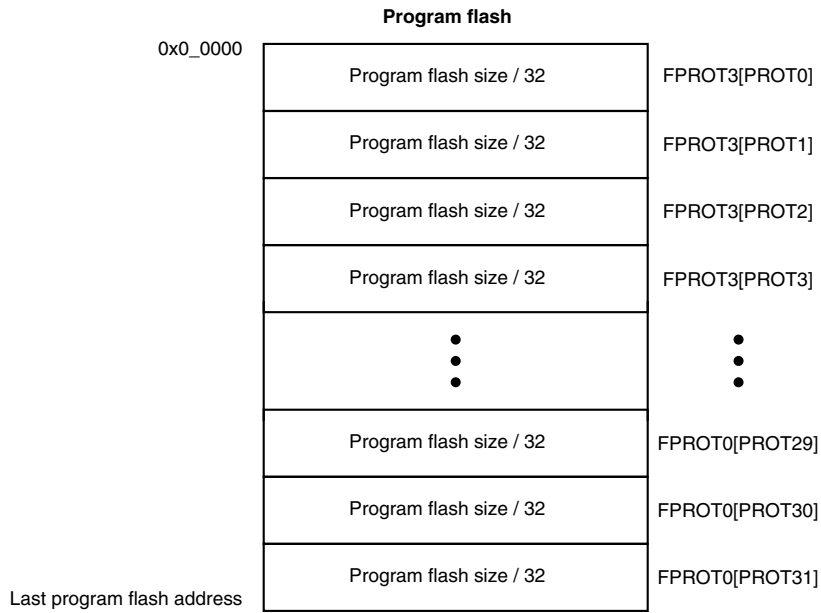 Program flash
0x0_0000
Program flash size / 32 FPROT3[PROT0]
Program flash size / 32 FPROT3[PROT1]
Program flash size / 32 FPROT3[PROT2]
Program flash size / 32 FPROT3[PROT3]
Program flash size / 32 FPROT0[PROT29]
Program flash size / 32 FPROT0[PROT30]
Program flash size / 32 FPROT0[PROT31]
Last program flash address